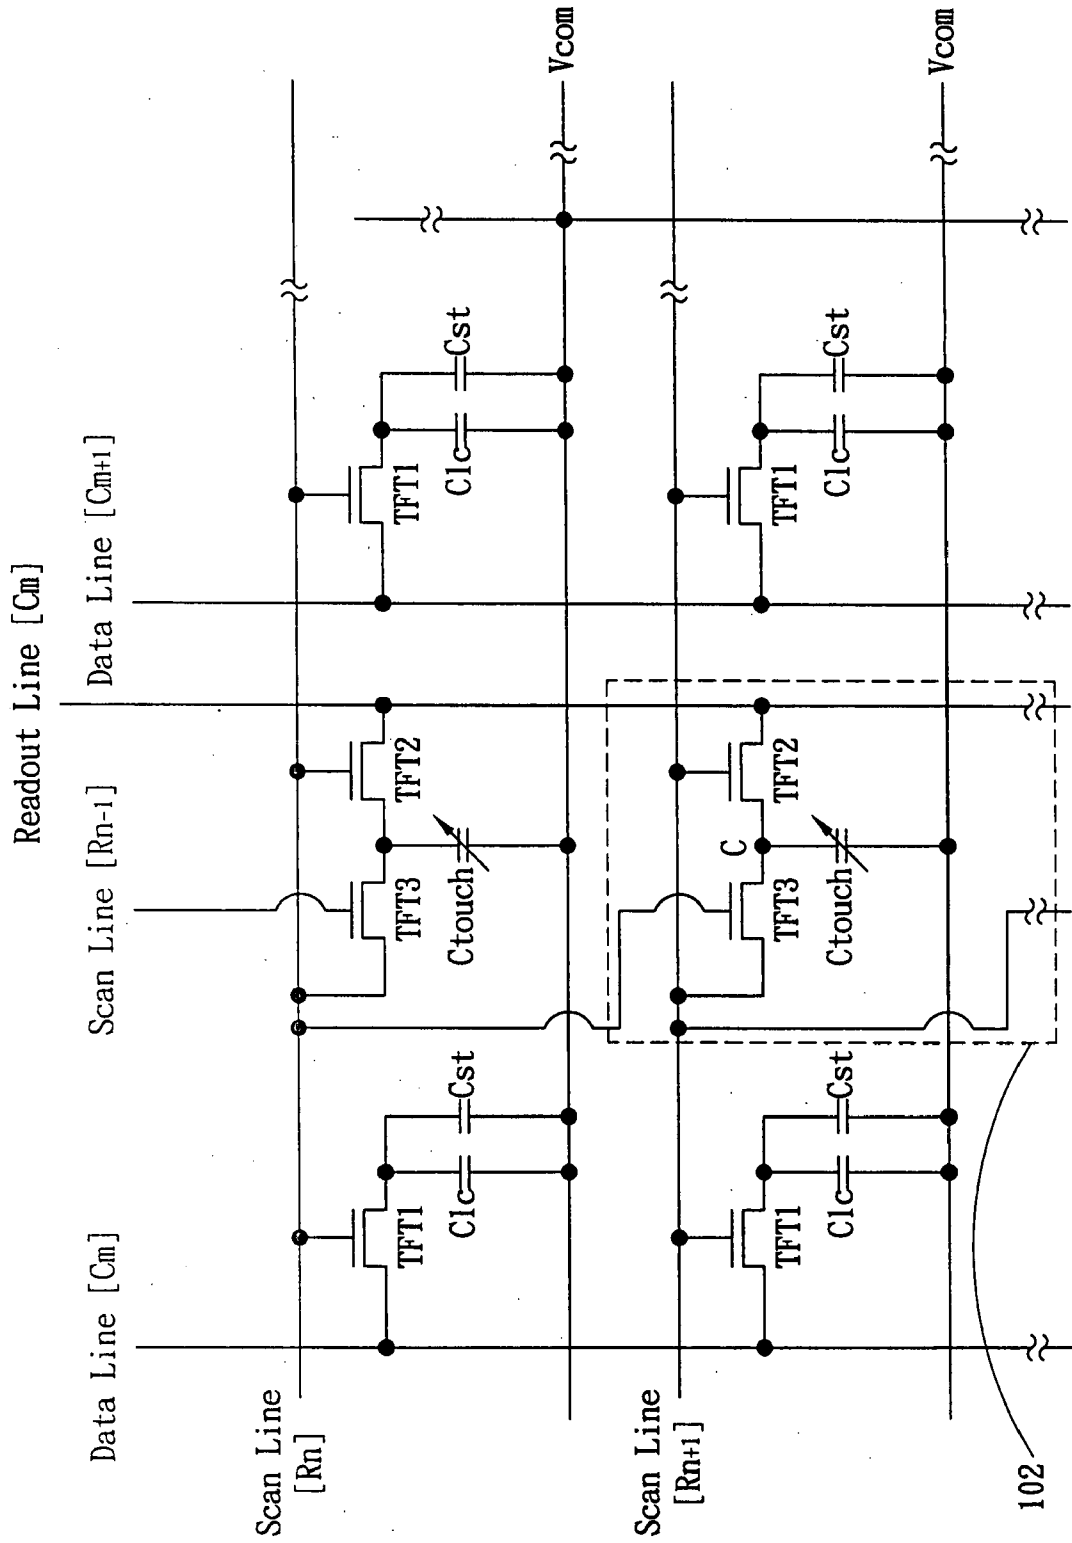 Readout Line [Cm]
Data Line [Cm]
Scan Line [Rn-1]
Data Line [Cm+1]
Scan Line
[Rn]
TFT1
Clc
Cst
TFT3
Ctouch
TFT2
TFT1
Clc
Cst
Vcom
Scan Line
[Rn+1]
TFT1
Clc
Cst
TFT3
C
Ctouch
TFT2
TFT1
Clc
Cst
Vcom
102